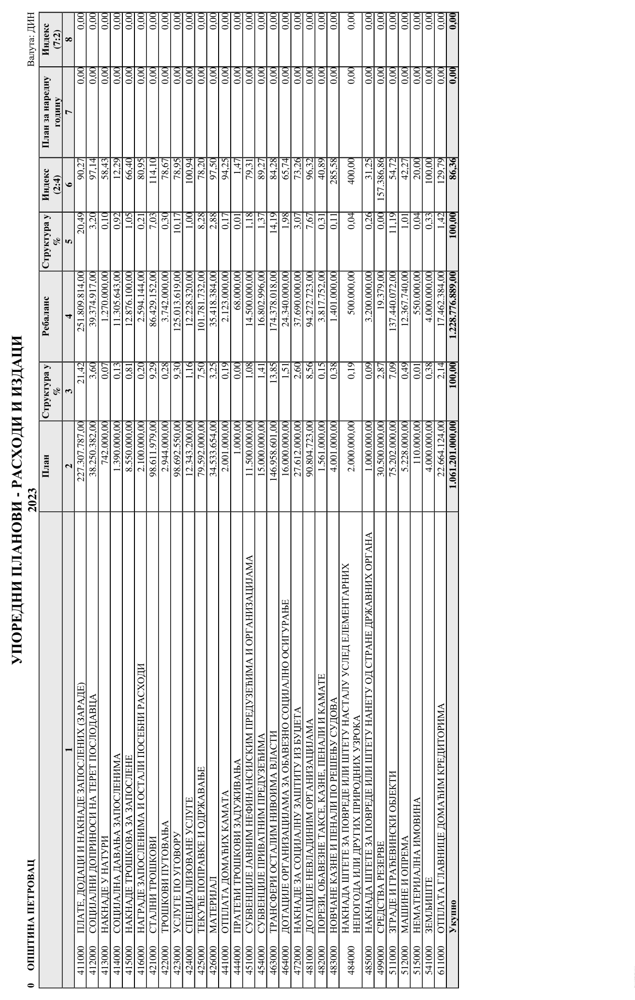 УПОРЕДНИ ПЛАНОВИ - РАСХОДИ И ИЗДАЦИ
0 ОПШТИНА ПЕТРОВАЦ 2023 Валута: ДИН
План Структура у % Ребаланс Структура у % Индекс (2:4) План за наредну годину Индекс (7:2)
1 2 3 4 5 6 7 8
411000 ПЛАТЕ, ДОДАЦИ И НАКНАДЕ ЗАПОСЛЕНИХ (ЗАРАДЕ) 227.307.787,00 21,42 251.809.814,00 20,49 90,27 0,00 0,00
412000 СОЦИЈАЛНИ ДОПРИНОСИ НА ТЕРЕТ ПОСЛОДАВЦА 38.250.382,00 3,60 39.374.917,00 3,20 97,14 0,00 0,00
413000 НАКНАДЕ У НАТУРИ 742.000,00 0,07 1.270.000,00 0,10 58,43 0,00 0,00
414000 СОЦИЈАЛНА ДАВАЊА ЗАПОСЛЕНИМА 1.390.000,00 0,13 11.305.643,00 0,92 12,29 0,00 0,00
415000 НАКНАДЕ ТРОШКОВА ЗА ЗАПОСЛЕНЕ 8.550.000,00 0,81 12.876.100,00 1,05 66,40 0,00 0,00
416000 НАГРАДЕ ЗАПОСЛЕНИМА И ОСТАЛИ ПОСЕБНИ РАСХОДИ 2.100.000,00 0,20 2.594.144,00 0,21 80,95 0,00 0,00
421000 СТАЛНИ ТРОШКОВИ 98.611.979,00 9,29 86.429.152,00 7,03 114,10 0,00 0,00
422000 ТРОШКОВИ ПУТОВАЊА 2.944.000,00 0,28 3.742.000,00 0,30 78,67 0,00 0,00
423000 УСЛУГЕ ПО УГОВОРУ 98.692.550,00 9,30 125.013.619,00 10,17 78,95 0,00 0,00
424000 СПЕЦИЈАЛИЗОВАНЕ УСЛУГЕ 12.343.200,00 1,16 12.228.320,00 1,00 100,94 0,00 0,00
425000 ТЕКУЋЕ ПОПРАВКЕ И ОДРЖАВАЊЕ 79.592.000,00 7,50 101.781.732,00 8,28 78,20 0,00 0,00
426000 МАТЕРИЈАЛ 34.533.654,00 3,25 35.418.384,00 2,88 97,50 0,00 0,00
441000 ОТПЛАТА ДОМАЋИХ КАМАТА 2.001.000,00 0,19 2.123.000,00 0,17 94,25 0,00 0,00
444000 ПРАТЕЋИ ТРОШКОВИ ЗАДУЖИВАЊА 1.000,00 0,00 68.000,00 0,01 1,47 0,00 0,00
451000 СУБВЕНЦИЈЕ ЈАВНИМ НЕФИНАНСИЈСКИМ ПРЕДУЗЕЋИМА И ОРГАНИЗАЦИЈАМА 11.500.000,00 1,08 14.500.000,00 1,18 79,31 0,00 0,00
454000 СУБВЕНЦИЈЕ ПРИВАТНИМ ПРЕДУЗЕЋИМА 15.000.000,00 1,41 16.802.996,00 1,37 89,27 0,00 0,00
463000 ТРАНСФЕРИ ОСТАЛИМ НИВОИМА ВЛАСТИ 146.958.601,00 13,85 174.378.018,00 14,19 84,28 0,00 0,00
464000 ДОТАЦИЈЕ ОРГАНИЗАЦИЈАМА ЗА ОБАВЕЗНО СОЦИЈАЛНО ОСИГУРАЊЕ 16.000.000,00 1,51 24.340.000,00 1,98 65,74 0,00 0,00
472000 НАКНАДЕ ЗА СОЦИЈАЛНУ ЗАШТИТУ ИЗ БУЏЕТА 27.612.000,00 2,60 37.690.000,00 3,07 73,26 0,00 0,00
481000 ДОТАЦИЈЕ НЕВЛАДИНИМ ОРГАНИЗАЦИЈАМА 90.804.723,00 8,56 94.272.723,00 7,67 96,32 0,00 0,00
482000 ПОРЕЗИ, ОБАВЕЗНЕ ТАКСЕ, КАЗНЕ, ПЕНАЛИ И КАМАТЕ 1.561.000,00 0,15 3.817.752,00 0,31 40,89 0,00 0,00
483000 НОВЧАНЕ КАЗНЕ И ПЕНАЛИ ПО РЕШЕЊУ СУДОВА 4.001.000,00 0,38 1.401.000,00 0,11 285,58 0,00 0,00
484000 НАКНАДА ШТЕТЕ ЗА ПОВРЕДЕ ИЛИ ШТЕТУ НАСТАЛУ УСЛЕД ЕЛЕМЕНТАРНИХ
НЕПОГОДА ИЛИ ДРУГИХ ПРИРОДНИХ УЗРОКА 2.000.000,00 0,19 500.000,00 0,04 400,00 0,00 0,00
485000 НАКНАДА ШТЕТЕ ЗА ПОВРЕДЕ ИЛИ ШТЕТУ НАНЕТУ ОД СТРАНЕ ДРЖАВНИХ ОРГАНА 1.000.000,00 0,09 3.200.000,00 0,26 31,25 0,00 0,00
499000 СРЕДСТВА РЕЗЕРВЕ 30.500.000,00 2,87 19.379,00 0,00 157.386,86 0,00 0,00
511000 ЗГРАДЕ И ГРАЂЕВИНСКИ ОБЈЕКТИ 75.202.000,00 7,09 137.440.072,00 11,19 54,72 0,00 0,00
512000 МАШИНЕ И ОПРЕМА 5.228.000,00 0,49 12.367.740,00 1,01 42,27 0,00 0,00
515000 НЕМАТЕРИЈАЛНА ИМОВИНА 110.000,00 0,01 550.000,00 0,04 20,00 0,00 0,00
541000 ЗЕМЉИШТЕ 4.000.000,00 0,38 4.000.000,00 0,33 100,00 0,00 0,00
611000 ОТПЛАТА ГЛАВНИЦЕ ДОМАЋИМ КРЕДИТОРИМА 22.664.124,00 2,14 17.462.384,00 1,42 129,79 0,00 0,00
Укупно 1.061.201.000,00 100,00 1.228.776.889,00 100,00 86,36 0,00 0,00